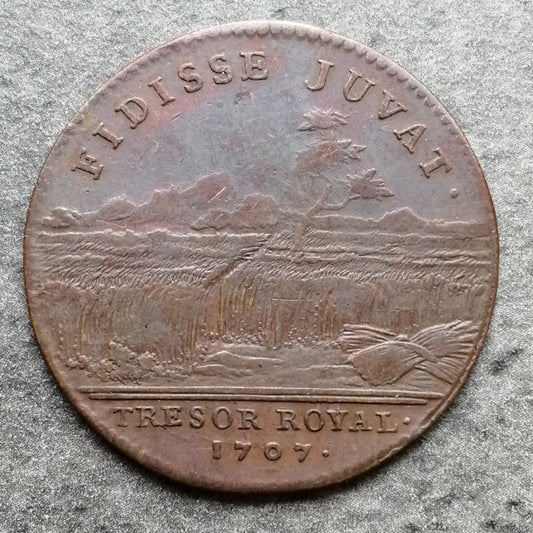 FIDISSE JUVAT.
TRESOR ROYAL.
1707.